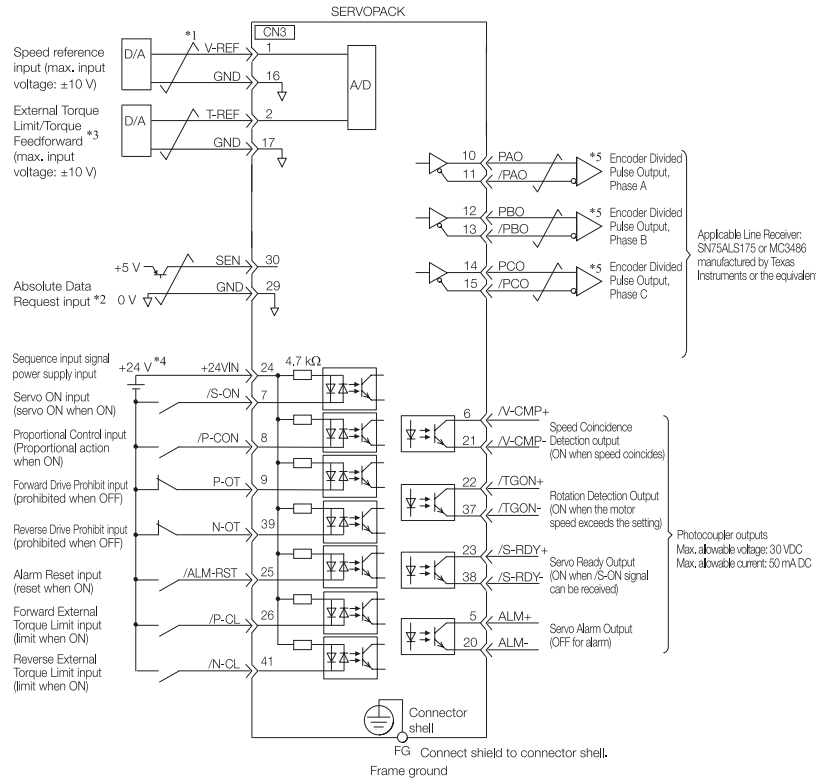 SERVOPACK
CN3
Speed reference
input (max. input
voltage: ±10 V)
D/A
*1
V-REF
1
GND
16
A/D
External Torque
Limit/Torque
Feedforward *3
(max. input
voltage: ±10 V)
D/A
T-REF
2
GND
17
10 PAO
11 /PAO
*5 Encoder Divided
Pulse Output,
Phase A
12 PBO
13 /PBO
*5 Encoder Divided
Pulse Output,
Phase B
14 PCO
15 /PCO
*5 Encoder Divided
Pulse Output,
Phase C
Applicable Line Receiver:
SN75ALS175 or MC3486
manufactured by Texas
Instruments or the equivalent
Absolute Data
Request input *2
+5 V
0 V
SEN 30
GND 29
Sequence input signal
power supply input
+24 V *4
+24VIN 24
4.7 kΩ
Servo ON input
(servo ON when ON)
/S-ON 7
Proportional Control input
(Proportional action
when ON)
/P-CON 8
Forward Drive Prohibit input
(prohibited when OFF)
P-OT 9
Reverse Drive Prohibit input
(prohibited when OFF)
N-OT 39
Alarm Reset input
(reset when ON)
/ALM-RST 25
Forward External
Torque Limit input
(limit when ON)
/P-CL 26
Reverse External
Torque Limit input
(limit when ON)
/N-CL 41
6 /V-CMP+
21 /V-CMP-
Speed Coincidence
Detection output
(ON when speed coincides)
22 /TGON+
37 /TGON-
Rotation Detection Output
(ON when the motor
speed exceeds the setting)
23 /S-RDY+
38 /S-RDY-
Servo Ready Output
(ON when /S-ON signal
can be received)
5 ALM+
20 ALM-
Servo Alarm Output
(OFF for alarm)
Photocoupler outputs
Max. allowable voltage: 30 VDC
Max. allowable current: 50 mA DC
Connector
shell
FG Connect shield to connector shell.
Frame ground